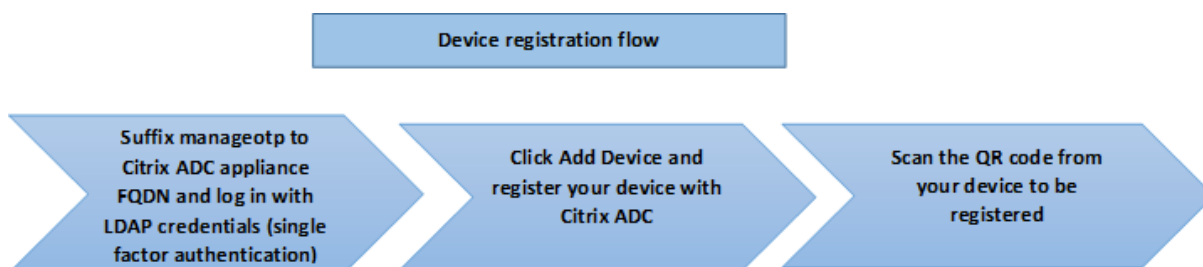 Device registration flow
Suffix manageotp to
Citrix ADC appliance
FQDN and log in with
LDAP credentials (single
factor authentication)
Click Add Device and
register your device with
Citrix ADC
Scan the QR code from
your device to be
registered